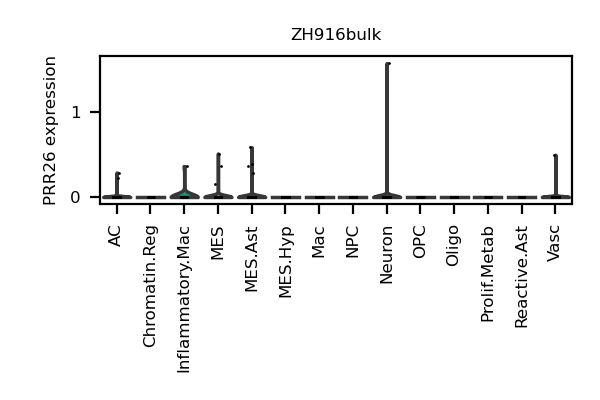 ZH916bulk
PRR26 expression
1
0
AC
Chromatin.Reg
Inflammatory.Mac
MES
MES.Ast
MES.Hyp
Mac
NPC
Neuron
OPC
Oligo
Prolif.Metab
Reactive.Ast
Vasc